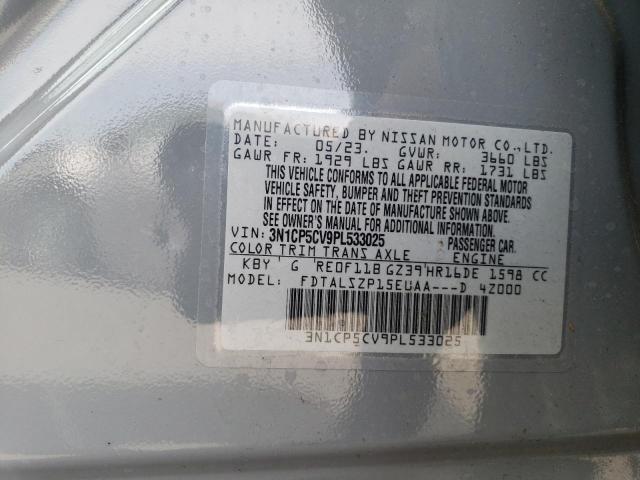 MANUFACTURED BY NISSAN MOTOR CO.,LTD.
DATE: 05/23. GVWR: 3660 LBS
GAWR FR: 1929 LBS GAWR RR: 1731 LBS
THIS VEHICLE CONFORMS TO ALL APPLICABLE FEDERAL MOTOR
VEHICLE SAFETY, BUMPER AND THEFT PREVENTION STANDARDS
IN EFFECT ON THE DATE OF MANUFACTURE SHOWN ABOVE.
SEE OWNER'S MANUAL FOR ADDITIONAL INFORMATION.
VIN: 3N1CP5CV9PL533025 PASSENGER CAR.
COLOR TRIM TRANS AXLE ENGINE
KBY G RE0F11B GZ39 HR16DE 1598 CC
MODEL: FDTALSZP15EUAA---D 4Z000
3N1CP5CV9PL533025